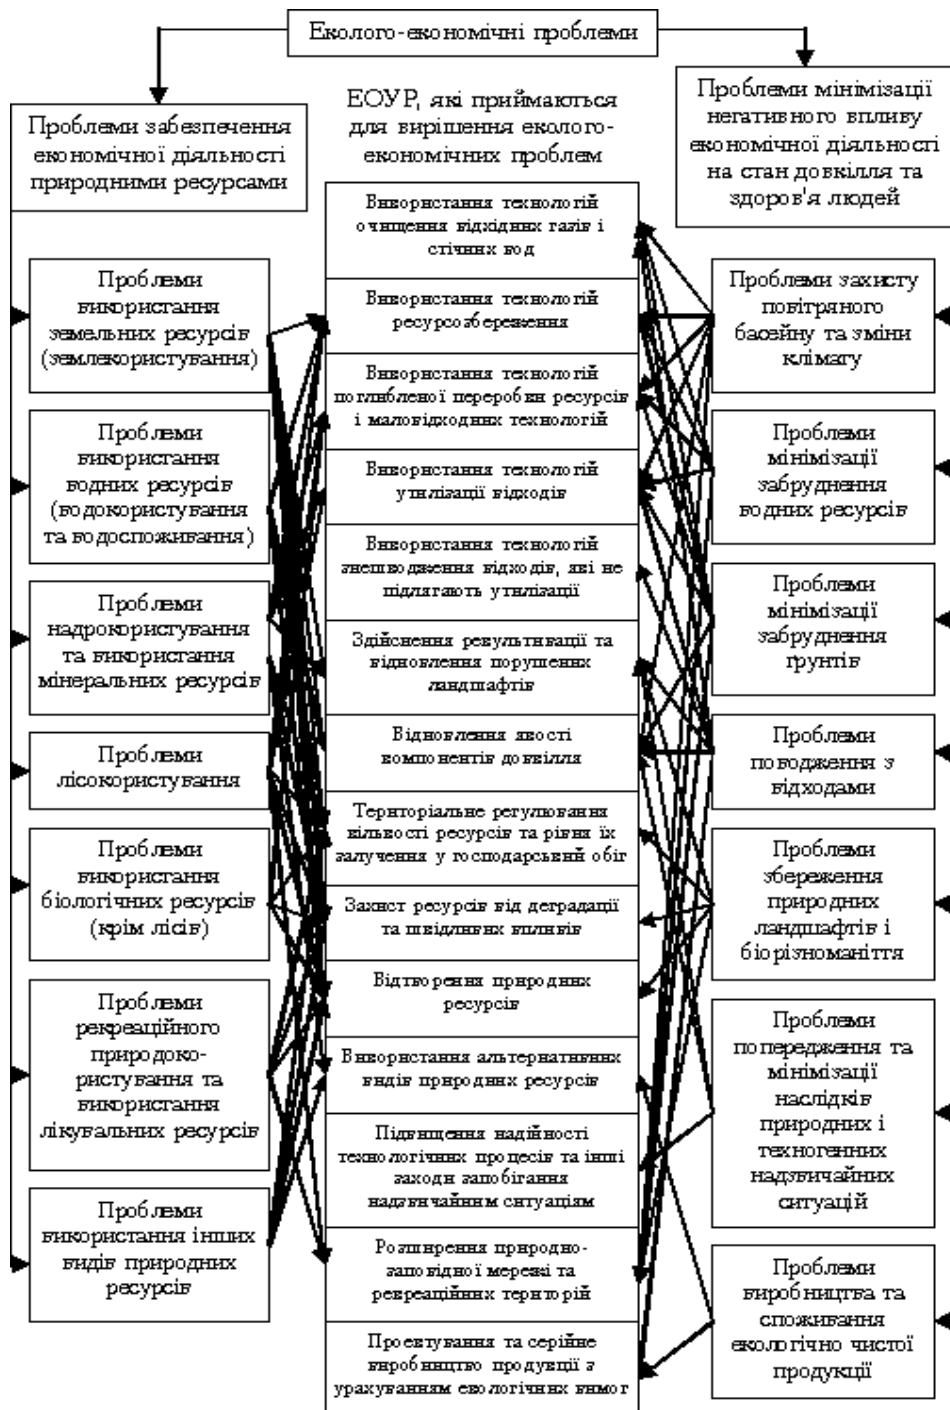 Еколого-економічні проблеми
Проблеми забезпечення
економічної діяльності
природними ресурсами
ЕОУР, які приймаються
для вирішення еколого-
економічних проблем
Проблеми мінімізації
негативного впливу
економічної діяльності
на стан довкілля та
здоров'я людей
Проблеми
використання
земельних ресурсів
(землекористування)
Проблеми
використання
водних ресурсів
(водокористування
та водоспоживання)
Проблеми
надрокористування
та використання
мінеральних ресурсів
Проблеми
лісокористування
Проблеми
використання
біологічних ресурсів
(крім лісів)
Проблеми
рекреаційного
природоко-
ристування та
використання
лікувальних ресурсів
Проблеми
використання інших
видів природних
ресурсів
Використання технологій
очищення відхідних газів і
стічних вод
Використання технологій
ресурсозбереження
Використання технологій
поглибленої переробки ресурсів
і маловідходних технологій
Використання технологій
утилізації відходів
Використання технологій
знешкодження відходів, які не
підлягають утилізації
Здійснення рекультивації та
відновлення порушених
ландшафтів
Відновлення якості
компонентів довкілля
Територіальне регулювання
кількості ресурсів та рівня їх
залучення у господарський обіг
Захист ресурсів від деградації
та шкідливих впливів
Відтворення природних
ресурсів
Використання альтернативних
видів природних ресурсів
Підвищення надійності
технологічних процесів та інші
заходи запобігання
надзвичайним ситуаціям
Розширення природно-
заповідної мережі та
рекреаційних територій
Проектування та серійне
виробництво продукції з
урахуванням екологічних вимог
Проблеми захисту
повітряного
басейну та зміни
клімату
Проблеми
мінімізації
забруднення
водних ресурсів
Проблеми
мінімізації
забруднення
ґрунтів
Проблеми
поводження з
відходами
Проблеми
збереження
природних
ландшафтів і
біорізноманіття
Проблеми
попередження та
мінімізації
наслідків
природних і
техногенних
надзвичайних
ситуацій
Проблеми
виробництва та
споживання
екологічно чистої
продукції